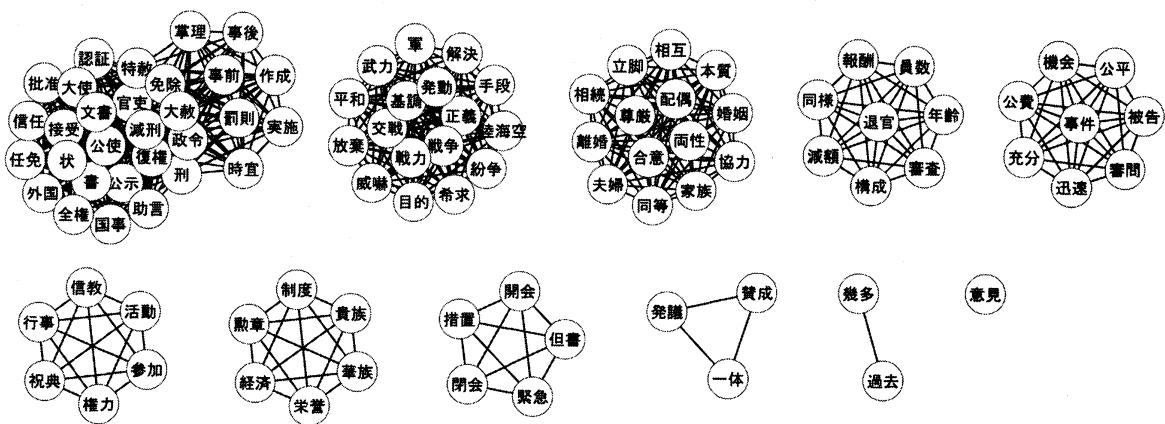 掌理
事後
認証
特赦
免除
事前
作成
批准
大使
文書
官吏
大赦
罰則
実施
信任
接受
減刑
政令
任免
状
公使
復権
時宜
外国
書
公示
刑
全権
国事
助言
軍
解決
武力
発動
手段
平和
基調
正義
陸海空
交戦
戦争
放棄
戦力
紛争
威嚇
希求
目的
相互
立脚
本質
相続
配偶
婚姻
尊厳
両性
離婚
合意
協力
夫婦
家族
同等
報酬
員数
同様
退官
年齢
減額
審査
構成
機会
公平
公費
事件
被告
充分
審問
迅速
信教
活動
行事
参加
祝典
権力
制度
貴族
勲章
華族
経済
栄誉
開会
措置
但書
閉会
緊急
賛成
発議
一体
幾多
過去
意見